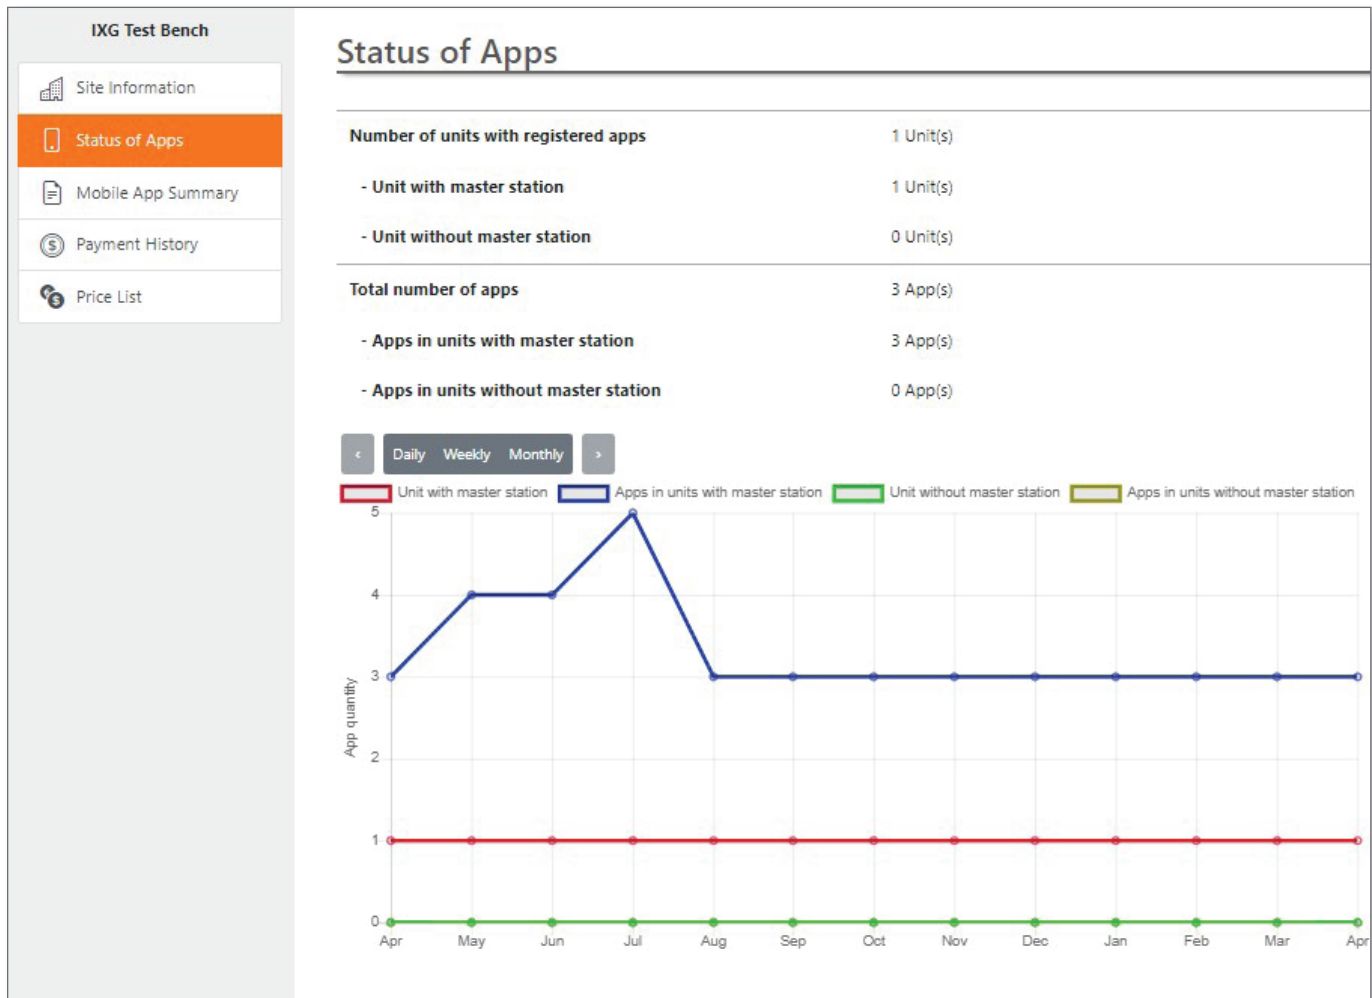 IXG Test Bench
Site Information
Status of Apps
Mobile App Summary
Payment History
Price List
Status of Apps
Number of units with registered apps 1 Unit(s)
- Unit with master station 1 Unit(s)
- Unit without master station 0 Unit(s)
Total number of apps 3 App(s)
- Apps in units with master station 3 App(s)
- Apps in units without master station 0 App(s)
‹ Daily Weekly Monthly ›
Unit with master station Apps in units with master station Unit without master station Apps in units without master station
App quantity
5
4
3
2
1
0
Apr May Jun Jul Aug Sep Oct Nov Dec Jan Feb Mar Apr